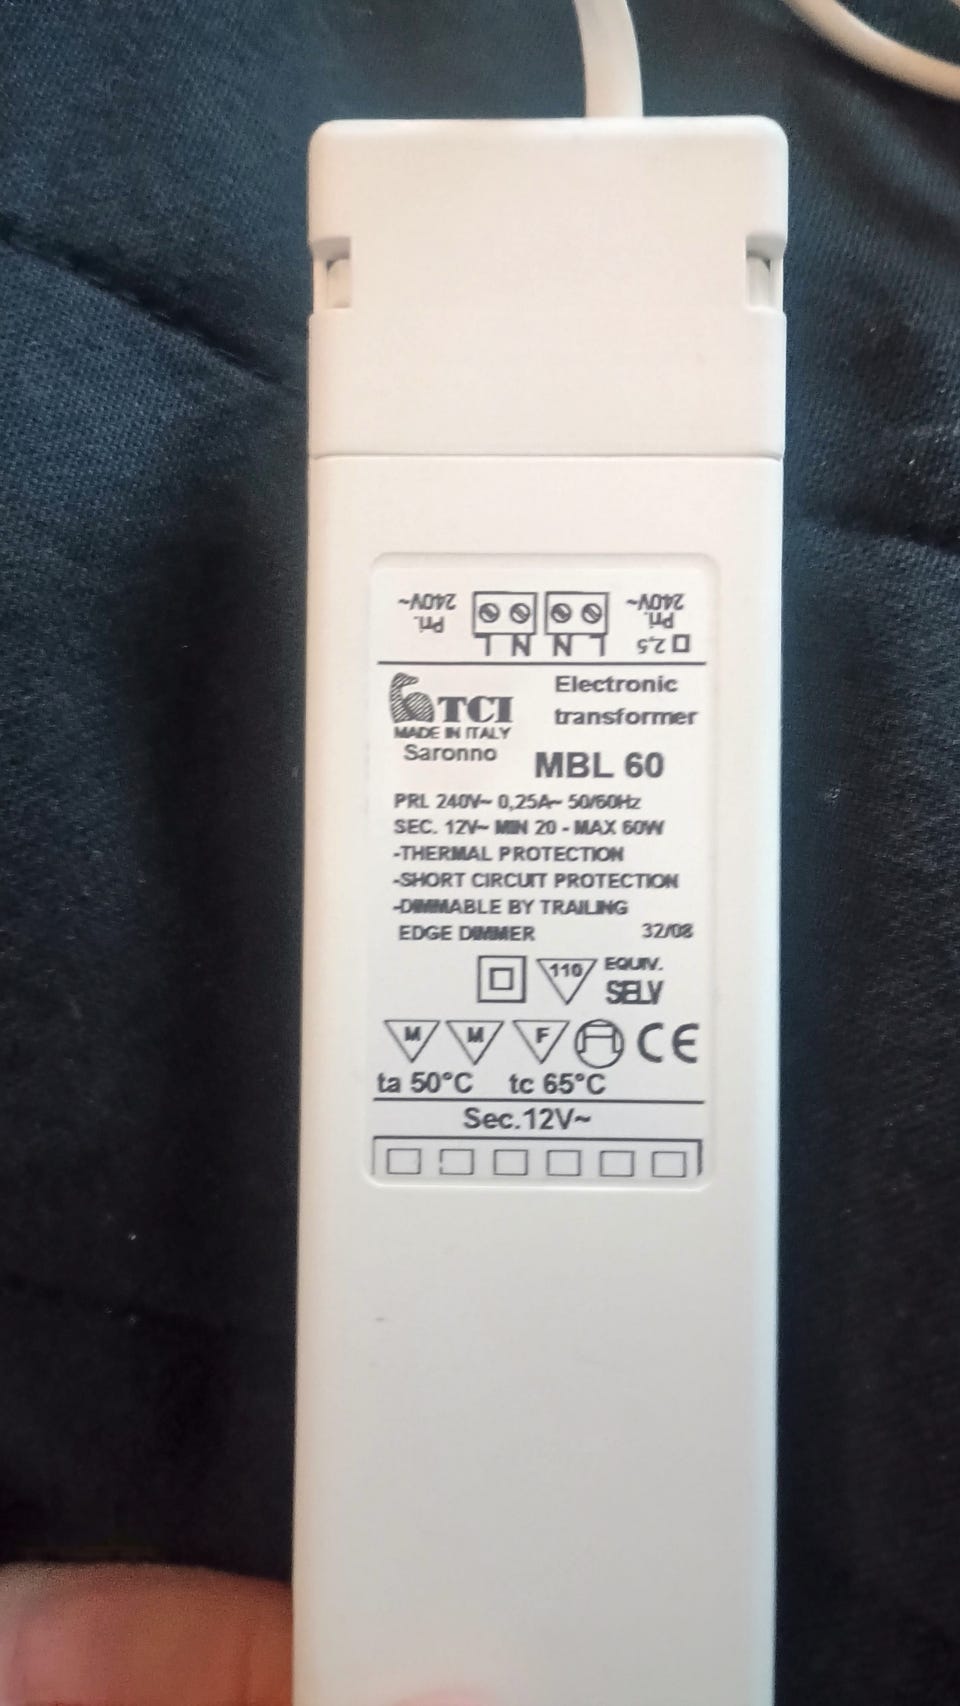 240V~
Pri.
240V~
Pri.
2,5
L N N L
TCI
MADE IN ITALY
Saronno
Electronic
transformer
MBL 60
PRI. 240V~ 0,25A~ 50/60Hz
SEC. 12V~ MIN 20 - MAX 60W
-THERMAL PROTECTION
-SHORT CIRCUIT PROTECTION
-DIMMABLE BY TRAILING
EDGE DIMMER 32/08
110 EQUIV.
SELV
M M F CE
ta 50°C tc 65°C
Sec.12V~